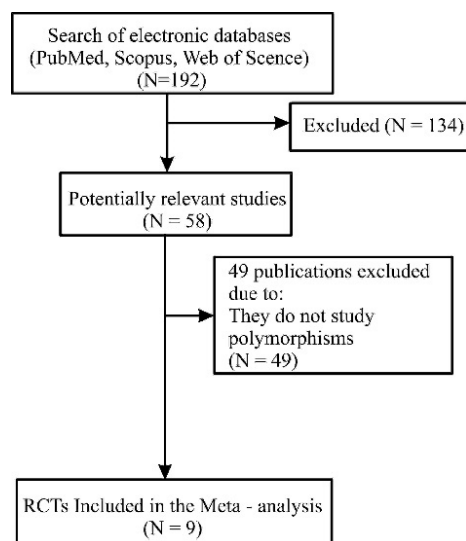 Search of electronic databases
(PubMed, Scopus, Web of Scence)
(N=192)
Excluded (N = 134)
Potentially relevant studies
(N = 58)
49 publications excluded
due to:
They do not study
polymorphisms
(N = 49)
RCTs Included in the Meta - analysis
(N = 9)